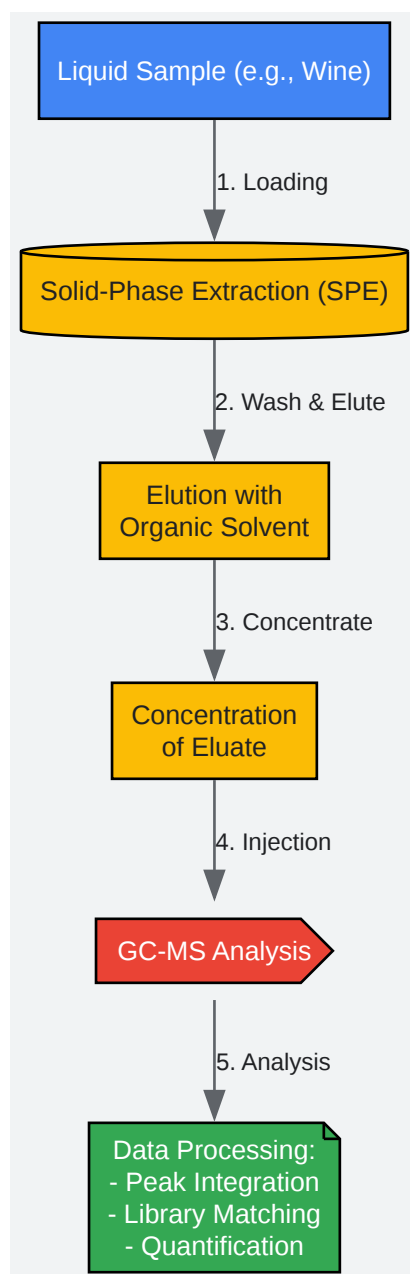 Liquid Sample (e.g., Wine)
1. Loading
Solid-Phase Extraction (SPE)
2. Wash & Elute
Elution with
Organic Solvent
3. Concentrate
Concentration
of Eluate
4. Injection
GC-MS Analysis
5. Analysis
Data Processing:
- Peak Integration
- Library Matching
- Quantification